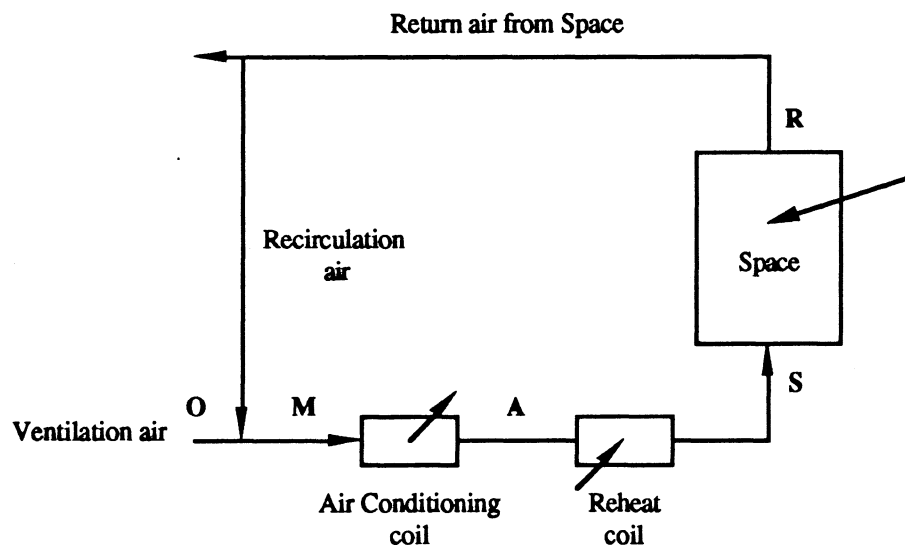 Return air from Space
R
Recirculation
air
Space
S
O
M
A
Ventilation air
Air Conditioning
coil
Reheat
coil